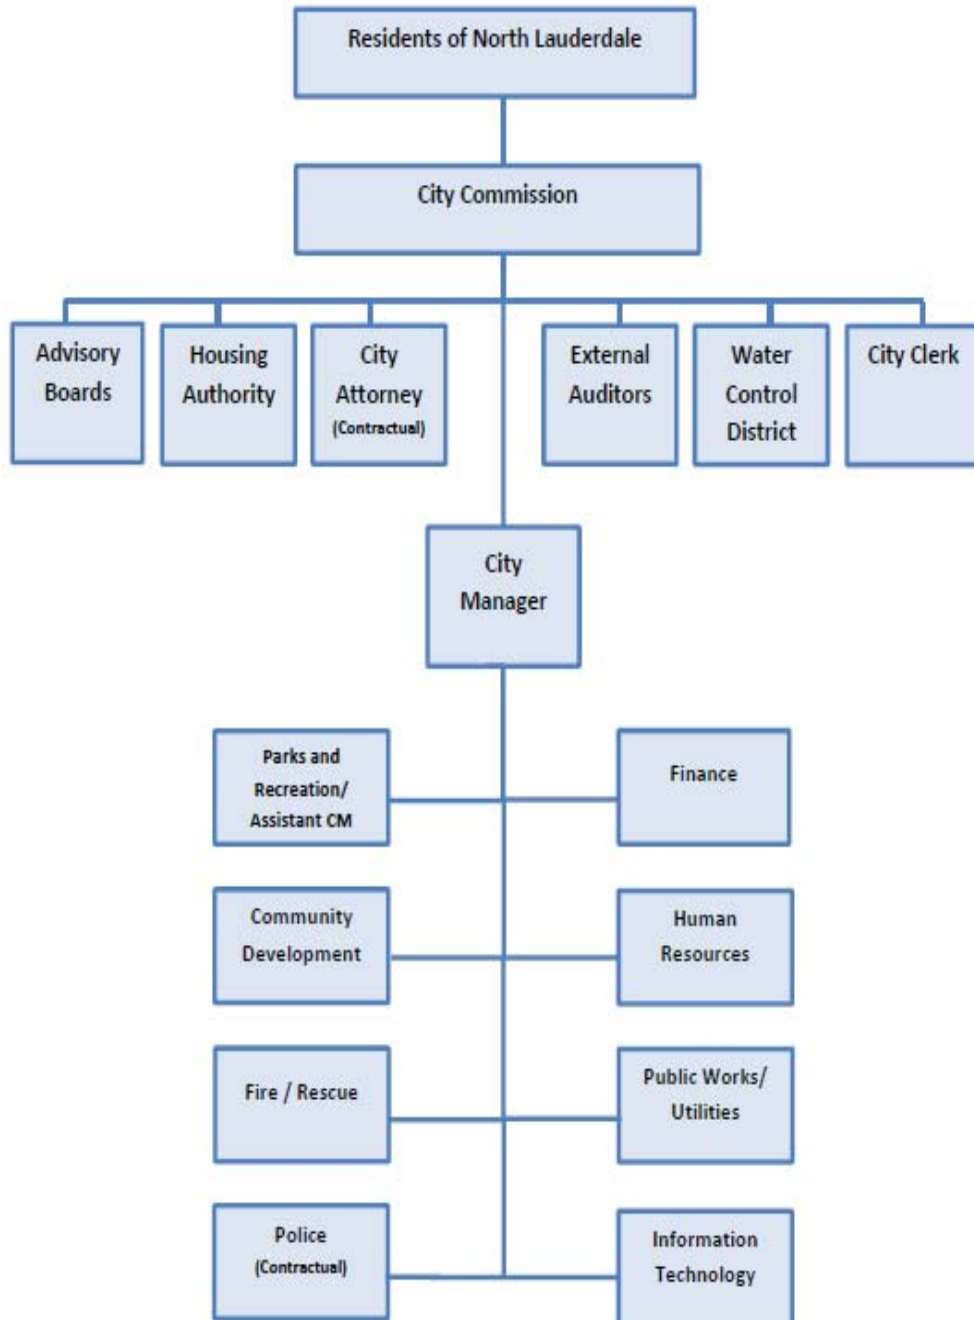 Residents of North Lauderdale
City Commission
Advisory
Boards
Housing
Authority
City
Attorney
(Contractual)
External
Auditors
Water
Control
District
City Clerk
City
Manager
Parks and
Recreation/
Assistant CM
Finance
Community
Development
Human
Resources
Fire / Rescue
Public Works/
Utilities
Police
(Contractual)
Information
Technology